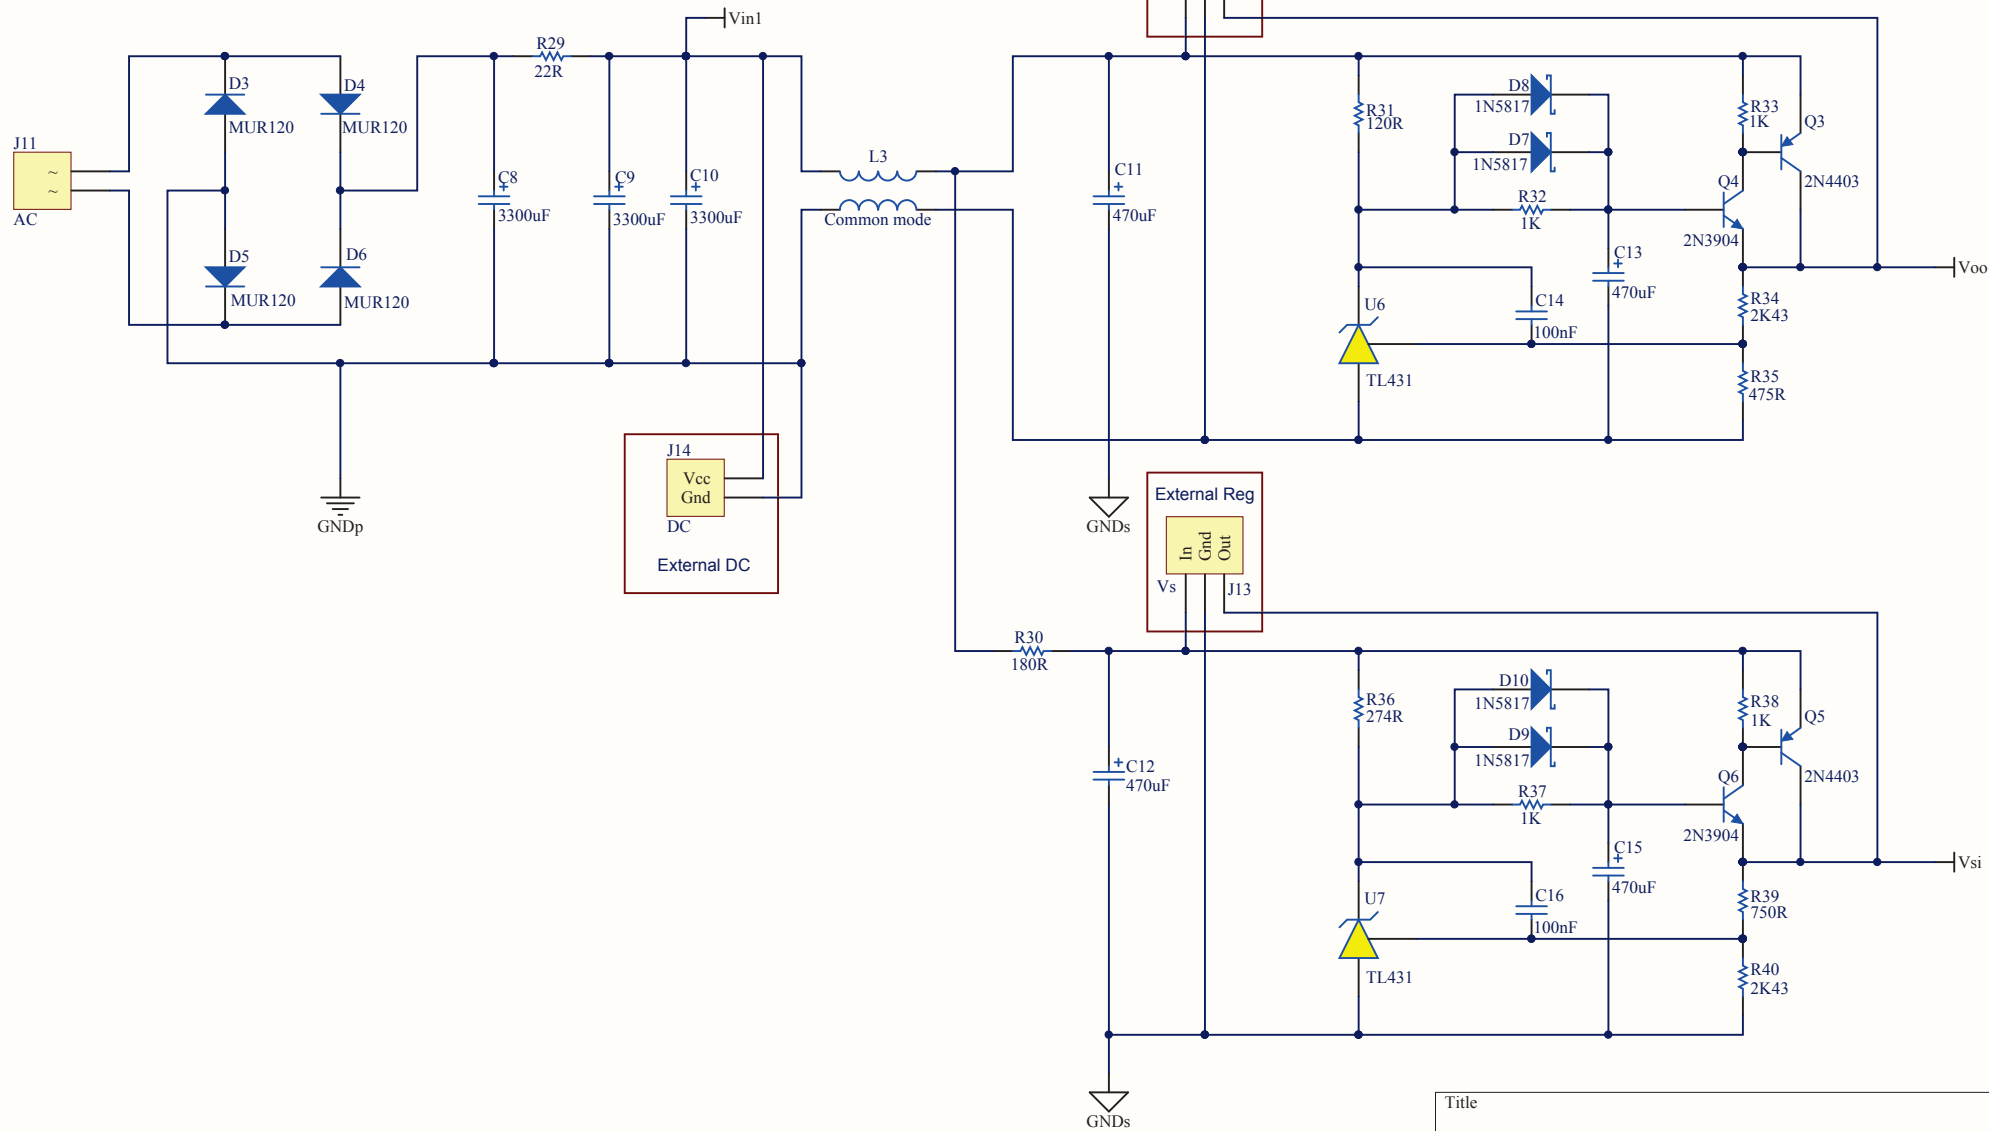 Vin1
R29
22R
D3
MUR120
D4
MUR120
J11
~
~
AC
D5
MUR120
D6
MUR120
C8
+
3300uF
C9
+
3300uF
C10
+
3300uF
L3
Common mode
C11
+
470uF
R31
120R
D8
1N5817
D7
1N5817
R32
1K
R33
1K
Q3
2N4403
Q4
2N3904
C13
+
470uF
C14
100nF
U6
TL431
R34
2K43
R35
475R
Voo
GNDp
J14
Vcc
Gnd
DC
External DC
GNDs
External Reg
In
Gnd
Out
Vs
J13
R30
180R
C12
+
470uF
R36
274R
D10
1N5817
D9
1N5817
R37
1K
R38
1K
Q5
2N4403
Q6
2N3904
C15
+
470uF
C16
100nF
U7
TL431
R39
750R
R40
2K43
Vsi
GNDs
Title